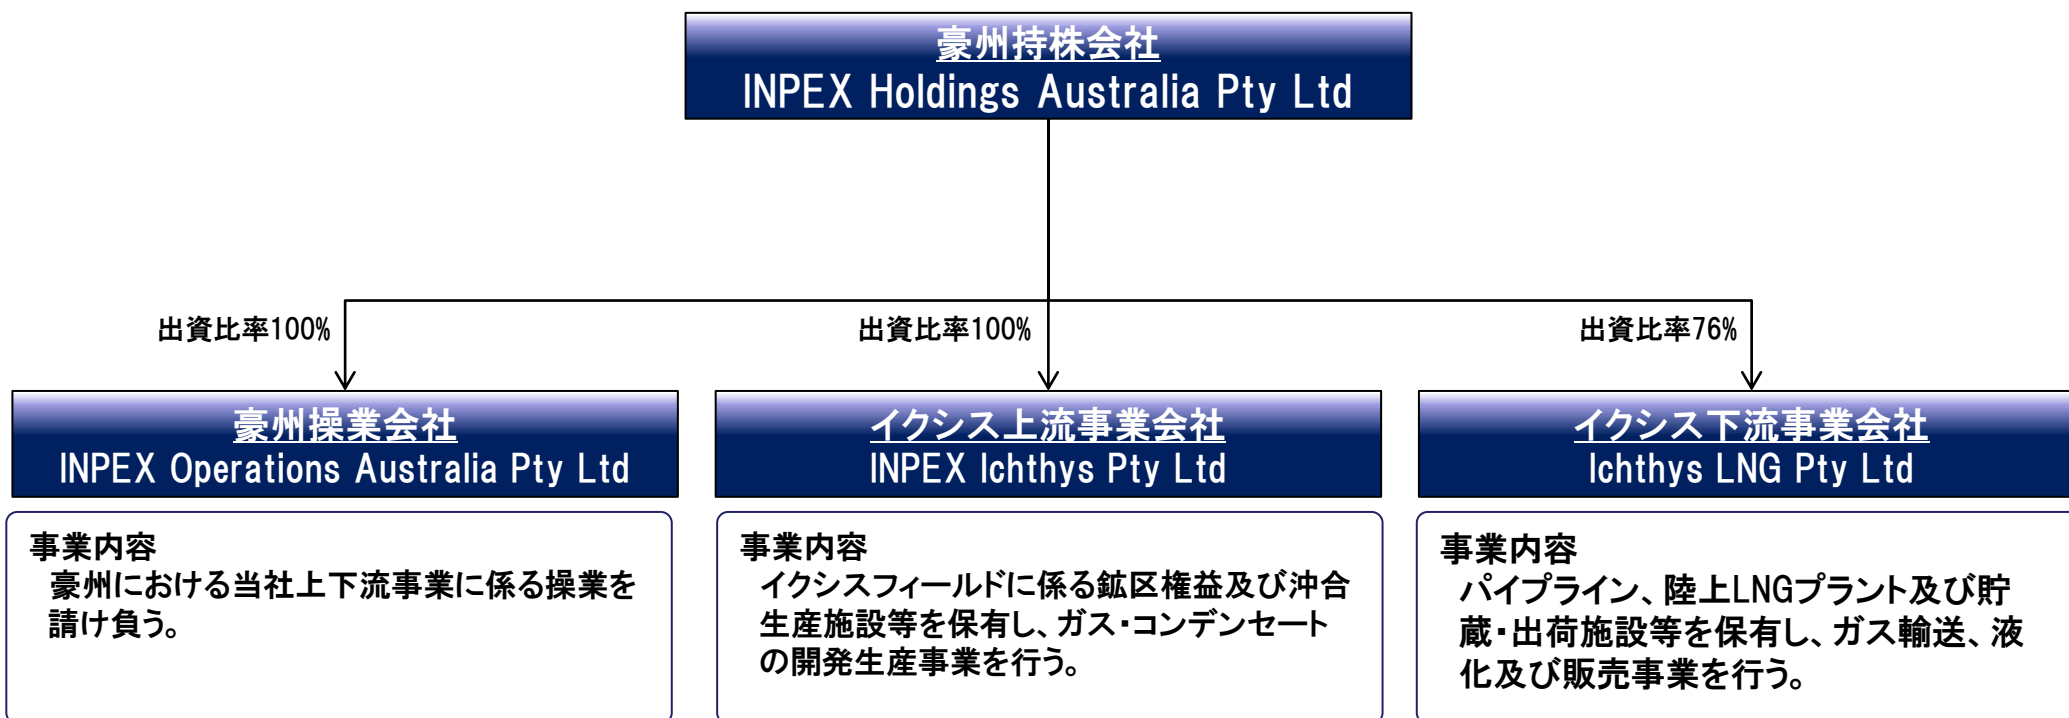 豪州持株会社
INPEX Holdings Australia Pty Ltd
出資比率100%
出資比率100%
出資比率76%
豪州操業会社
INPEX Operations Australia Pty Ltd
事業内容
豪州における当社上下流事業に係る操業を
請け負う。
イクシス上流事業会社
INPEX Ichthys Pty Ltd
事業内容
イクシスフィールドに係る鉱区権益及び沖合
生産施設等を保有し、ガス・コンデンセート
の開発生産事業を行う。
イクシス下流事業会社
Ichthys LNG Pty Ltd
事業内容
パイプライン、陸上LNGプラント及び貯
蔵・出荷施設等を保有し、ガス輸送、液
化及び販売事業を行う。